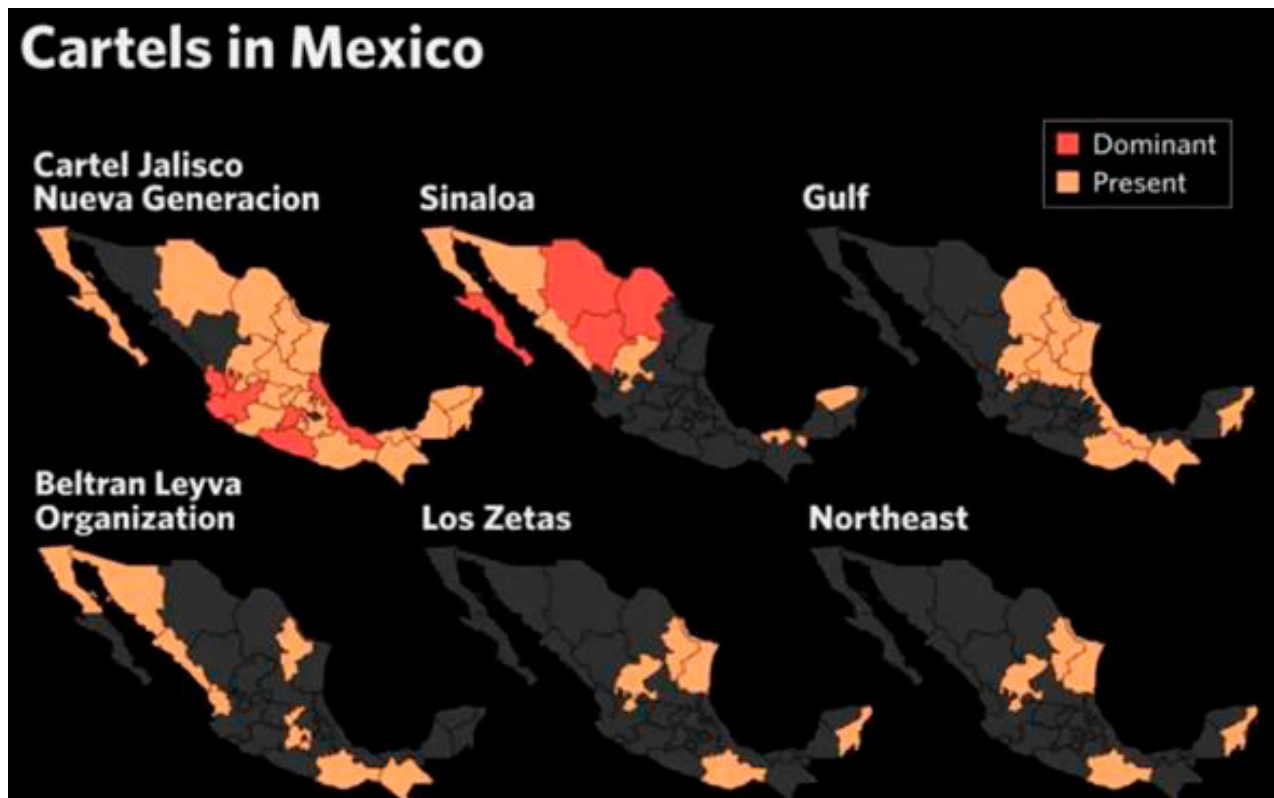 Cartels in Mexico
Dominant
Present
Cartel Jalisco
Nueva Generacion
Sinaloa
Gulf
Beltran Leyva
Organization
Los Zetas
Northeast